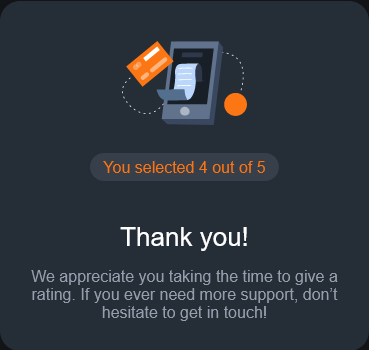 You selected 4 out of 5
Thank you!
We appreciate you taking the time to give a
rating. If you ever need more support, don’t
hesitate to get in touch!